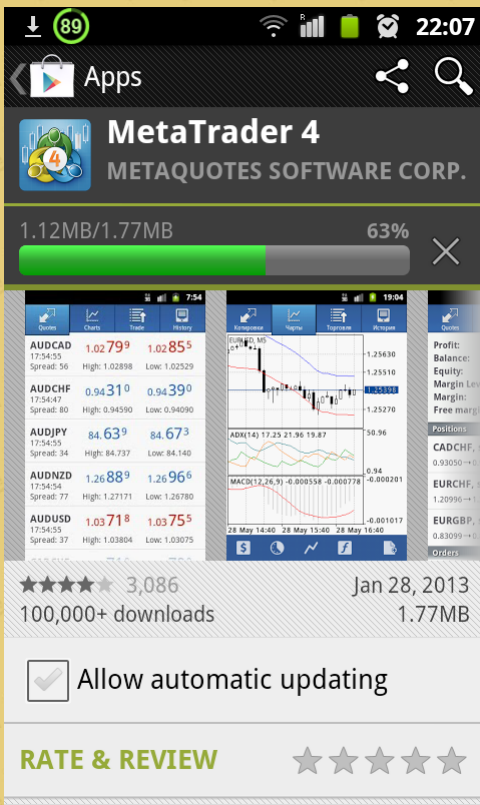 89
R
22:07
Apps
MetaTrader 4
METAQUOTES SOFTWARE CORP.
1.12MB/1.77MB 63%
7:54
Quotes Charts Trade History
AUDCAD 1.02799 1.02855
17:54:55
Spread: 56 High: 1.02898 Low: 1.02529
AUDCHF 0.94310 0.94390
17:54:47
Spread: 80 High: 0.94590 Low: 0.94090
AUDJPY 84.639 84.673
17:54:55
Spread: 34 High: 84.737 Low: 84.140
AUDNZD 1.26889 1.26966
17:54:54
Spread: 77 High: 1.27171 Low: 1.26780
AUDUSD 1.03718 1.03755
17:54:55
Spread: 37 High: 1.03804 Low: 1.03075
19:04
Котировки Чарты Торговля История
EURUSD, M5
1.25630
1.25510
1.25390
1.25270
ADX(14) 17.25 21.96 19.87
50.96
0.94
MACD(12,26,9) -0.000558 -0.000778
-0.000201
-0.001017
28 May 14:40 28 May 15:40 28 May 16:40
Quotes
Profit:
Balance:
Equity:
Margin Lev
Margin:
Free margi
Positions
CADCHF,
0.93050
EURCHF,
1.20996
EURGBP,
0.83099
Orders
3,086 Jan 28, 2013
100,000+ downloads 1.77MB
Allow automatic updating
RATE & REVIEW